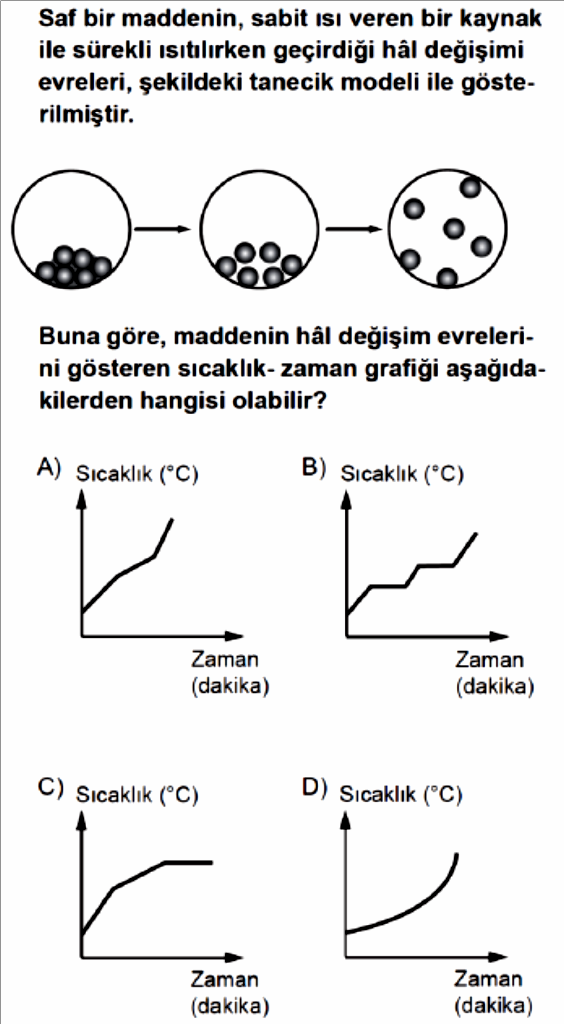 Saf bir maddenin, sabit ısı veren bir kaynak
ile sürekli ısıtılırken geçirdiği hâl değişimi
evreleri, şekildeki tanecik modeli ile göste-
rilmiştir.
Buna göre, maddenin hâl değişim evreleri-
ni gösteren sıcaklık- zaman grafiği aşağıda-
kilerden hangisi olabilir?
A) Sıcaklık (°C)
Zaman
(dakika)
B) Sıcaklık (°C)
Zaman
(dakika)
C) Sıcaklık (°C)
Zaman
(dakika)
D) Sıcaklık (°C)
Zaman
(dakika)